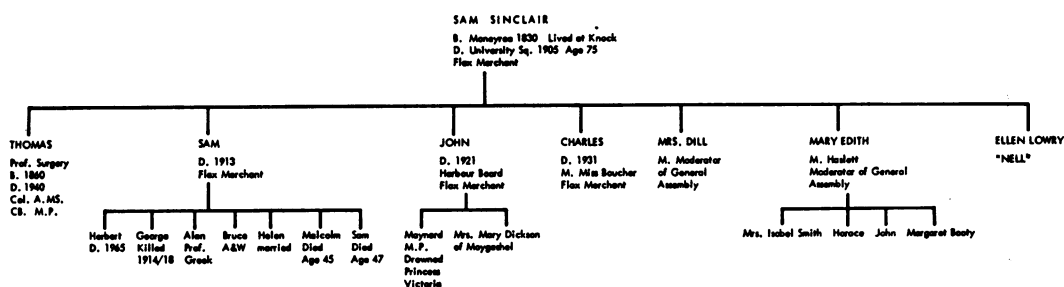 SAM SINCLAIR
B. Moneyrea 1830 Lived at Knock
D. University Sq. 1905 Age 75
Flax Merchant
THOMAS
Prof. Surgery
B. 1860
D. 1940
Col. A.MS.
CB. M.P.
SAM
D. 1913
Flax Merchant
JOHN
D. 1921
Harbour Board
Flax Merchant
CHARLES
D. 1931
M. Miss Boucher
Flax Merchant
MRS. DILL
M. Moderator
of General
Assembly
MARY EDITH
M. Haslett
Moderator of General
Assembly
ELLEN LOWRY
"NELL"
Herbert
D. 1965
George
Killed
1914/18
Alan
Prof.
Greek
Bruce
A&W
Helen
married
Malcolm
Died
Age 45
Sam
Died
Age 47
Maynard
M.P.
Drowned
Princess
Victoria
Mrs. Mary Dickson
of Moygashel
Mrs. Isabel Smith
Horace
John
Margaret Booty